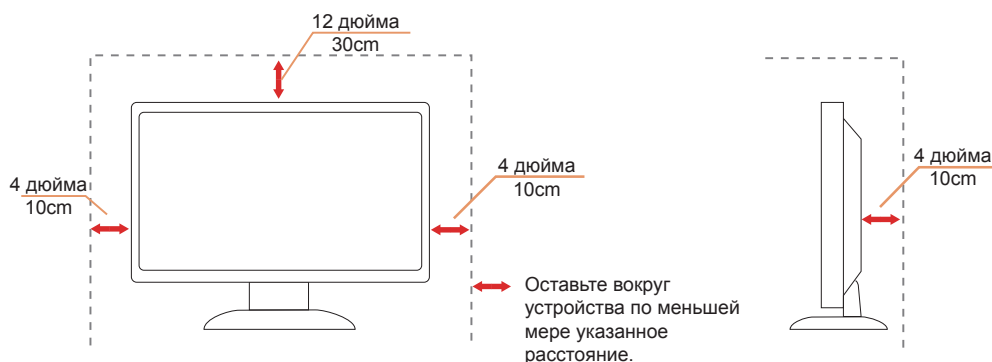 12 дюйма
30cm
4 дюйма
10cm
4 дюйма
10cm
4 дюйма
10cm
Оставьте вокруг
устройства по меньшей
мере указанное
расстояние.